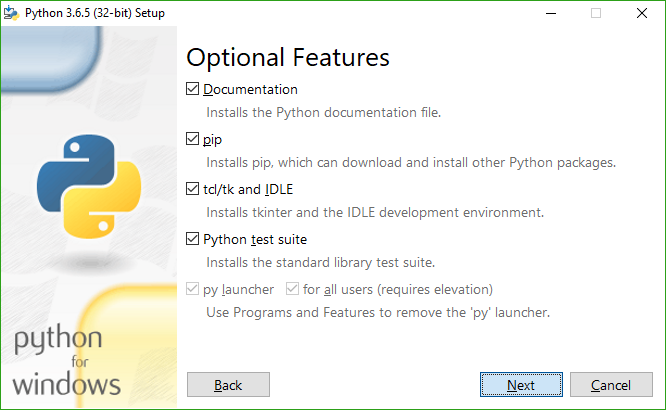 Python 3.6.5 (32-bit) Setup
Optional Features
Documentation
Installs the Python documentation file.
pip
Installs pip, which can download and install other Python packages.
tcl/tk and IDLE
Installs tkinter and the IDLE development environment.
Python test suite
Installs the standard library test suite.
py launcher for all users (requires elevation)
Use Programs and Features to remove the 'py' launcher.
python
for
windows
Back Next Cancel